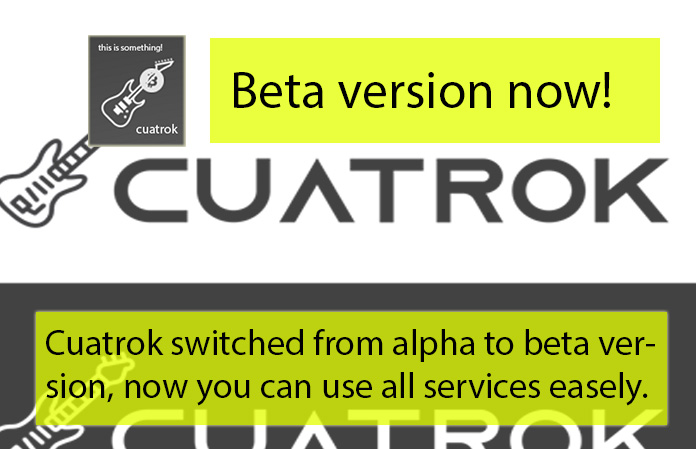 this is something!
cuatrok
Beta version now!
CUATROK
Cuatrok switched from alpha to beta ver-
sion, now you can use all services easely.
CUATROK